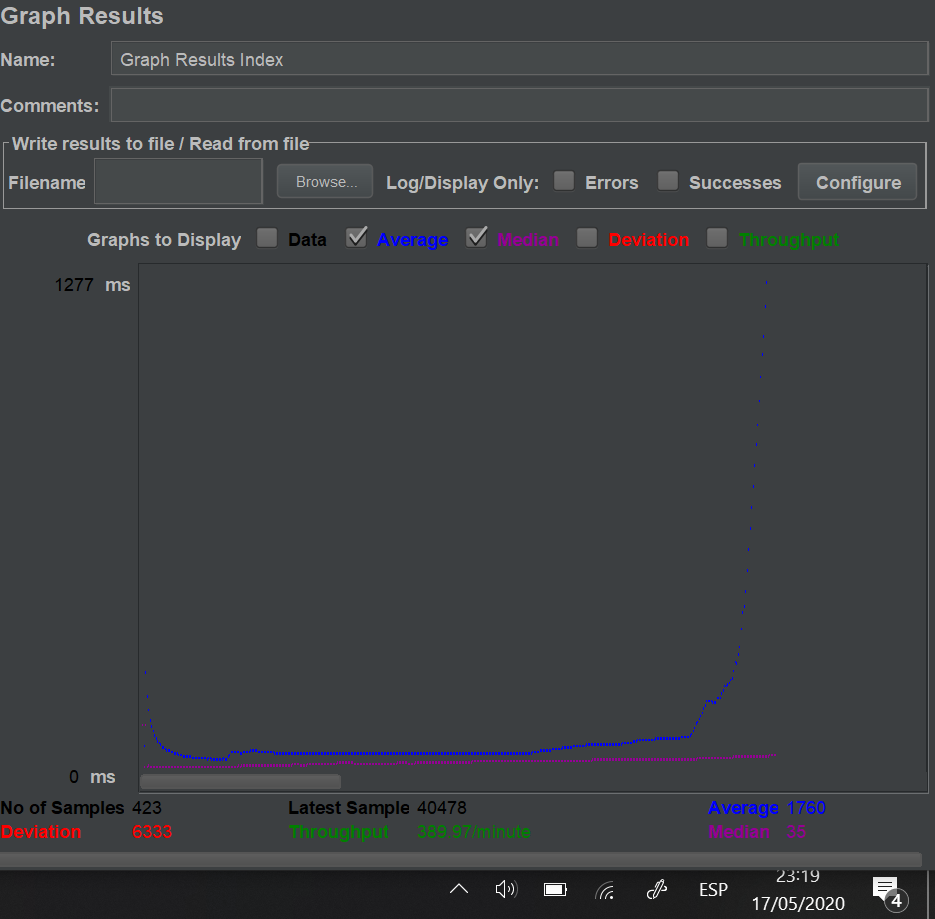 Graph Results
Name: Graph Results Index
Comments:
Write results to file / Read from file
Filename Browse... Log/Display Only: Errors Successes Configure
Graphs to Display Data Average Median Deviation Throughput
1277 ms
0 ms
No of Samples 423 Latest Sample 40478 Average 1760
Deviation 6333 Throughput 389.97/minute Median 35
ESP 23:19
17/05/2020 4